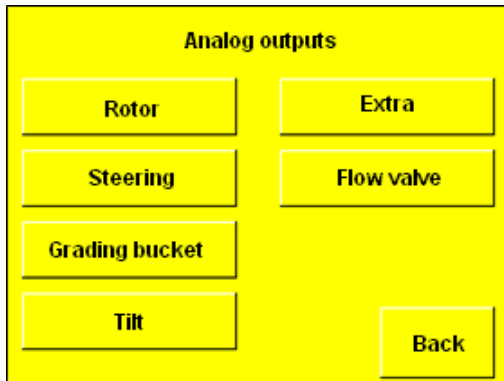 Analog outputs
Rotor
Extra
Steering
Flow valve
Grading bucket
Tilt
Back